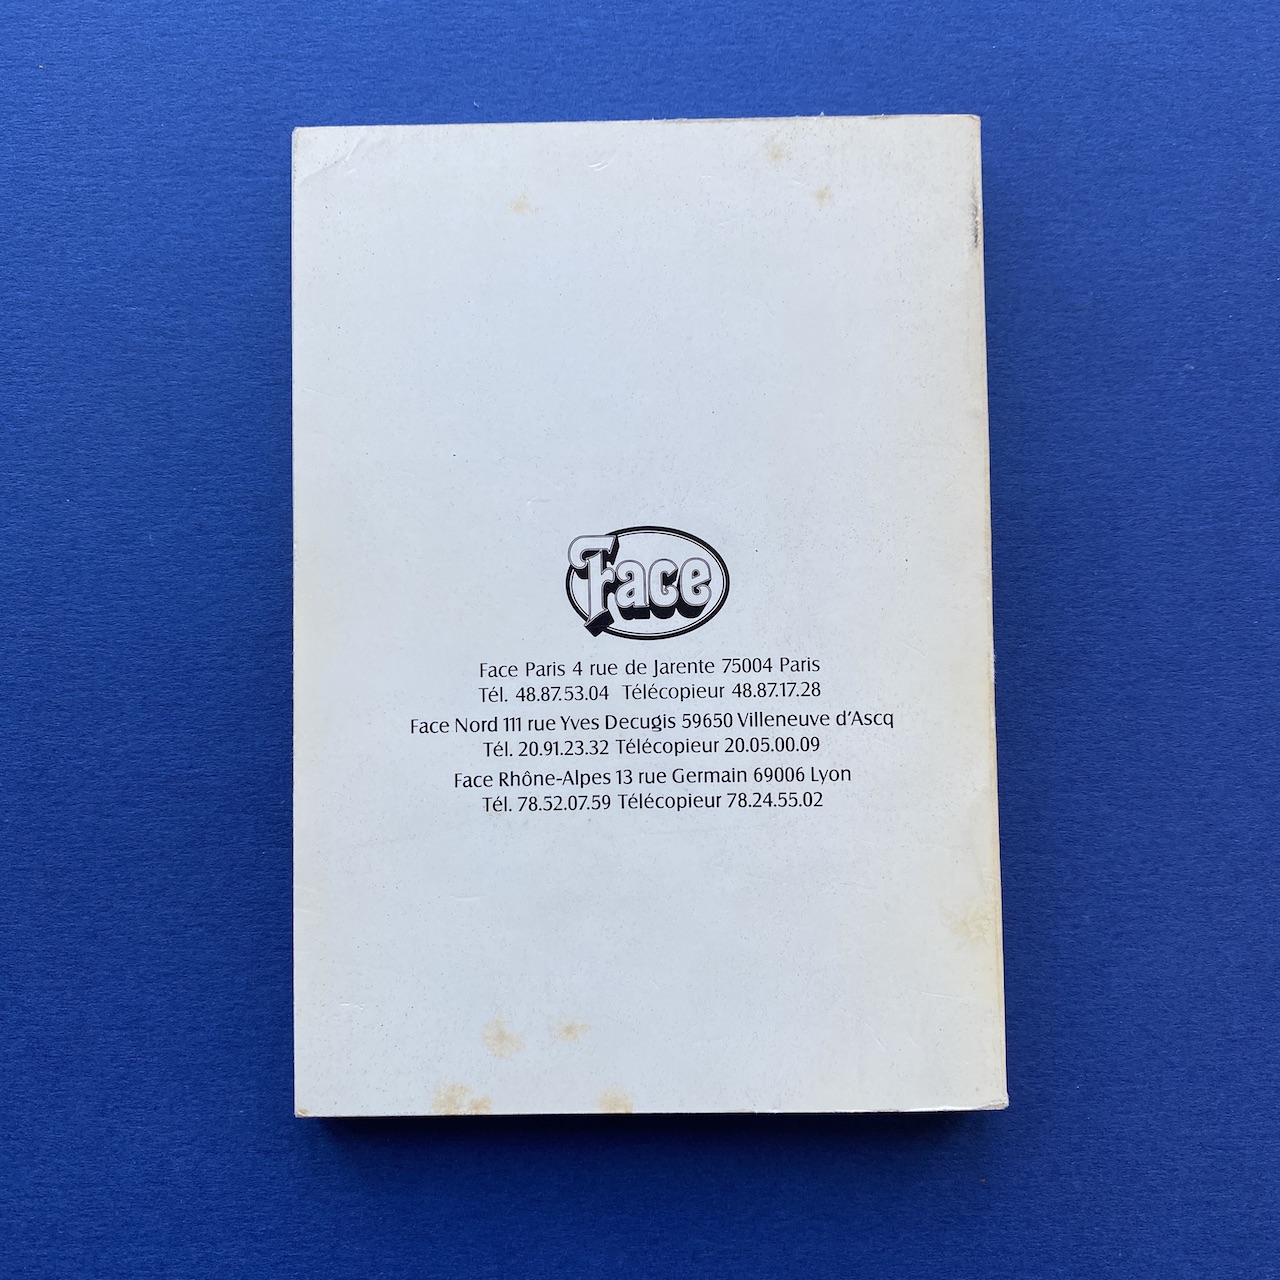 Face
Face Paris 4 rue de Jarente 75004 Paris
Tél. 48.87.53.04 Télécopieur 48.87.17.28
Face Nord 111 rue Yves Decugis 59650 Villeneuve d'Ascq
Tél. 20.91.23.32 Télécopieur 20.05.00.09
Face Rhône-Alpes 13 rue Germain 69006 Lyon
Tél. 78.52.07.59 Télécopieur 78.24.55.02